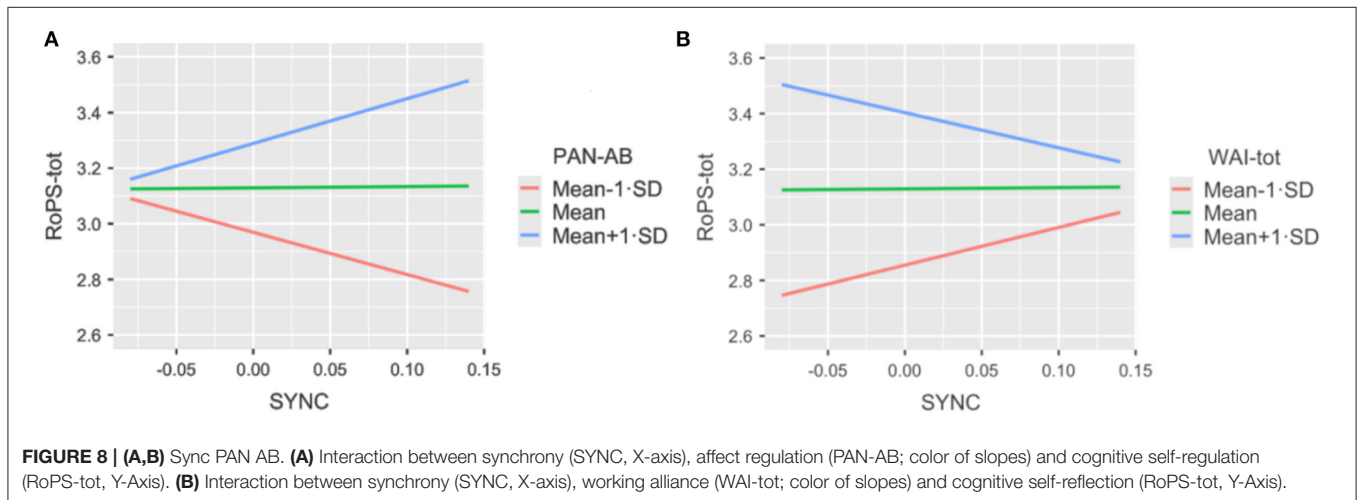 A
3.6
3.4
3.2
3.0
2.8
2.6
RoPS-tot
-0.05 0.00 0.05 0.10 0.15
SYNC
PAN-AB
Mean-1·SD
Mean
Mean+1·SD
B
3.6
3.4
3.2
3.0
2.8
2.6
RoPS-tot
-0.05 0.00 0.05 0.10 0.15
SYNC
WAI-tot
Mean-1·SD
Mean
Mean+1·SD
FIGURE 8 | (A,B) Sync PAN AB. (A) Interaction between synchrony (SYNC, X-axis), affect regulation (PAN-AB; color of slopes) and cognitive self-regulation
(RoPS-tot, Y-Axis). (B) Interaction between synchrony (SYNC, X-axis), working alliance (WAI-tot; color of slopes) and cognitive self-reflection (RoPS-tot, Y-Axis).